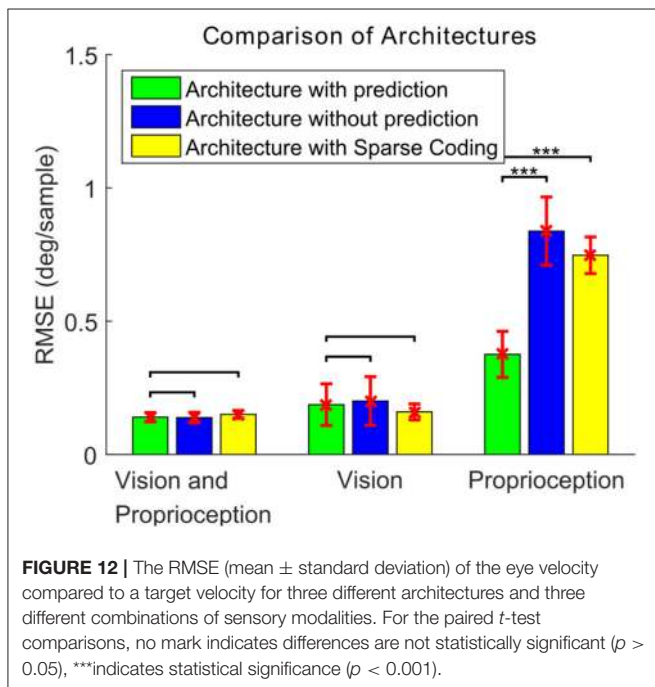 Comparison of Architectures
Architecture with prediction
Architecture without prediction
Architecture with Sparse Coding
RMSE (deg/sample)
1.5
1
0.5
0
***
***
Vision and
Proprioception
Vision
Proprioception
FIGURE 12 | The RMSE (mean ± standard deviation) of the eye velocity
compared to a target velocity for three different architectures and three
different combinations of sensory modalities. For the paired t-test
comparisons, no mark indicates differences are not statistically significant (p >
0.05), ***indicates statistical significance (p < 0.001).